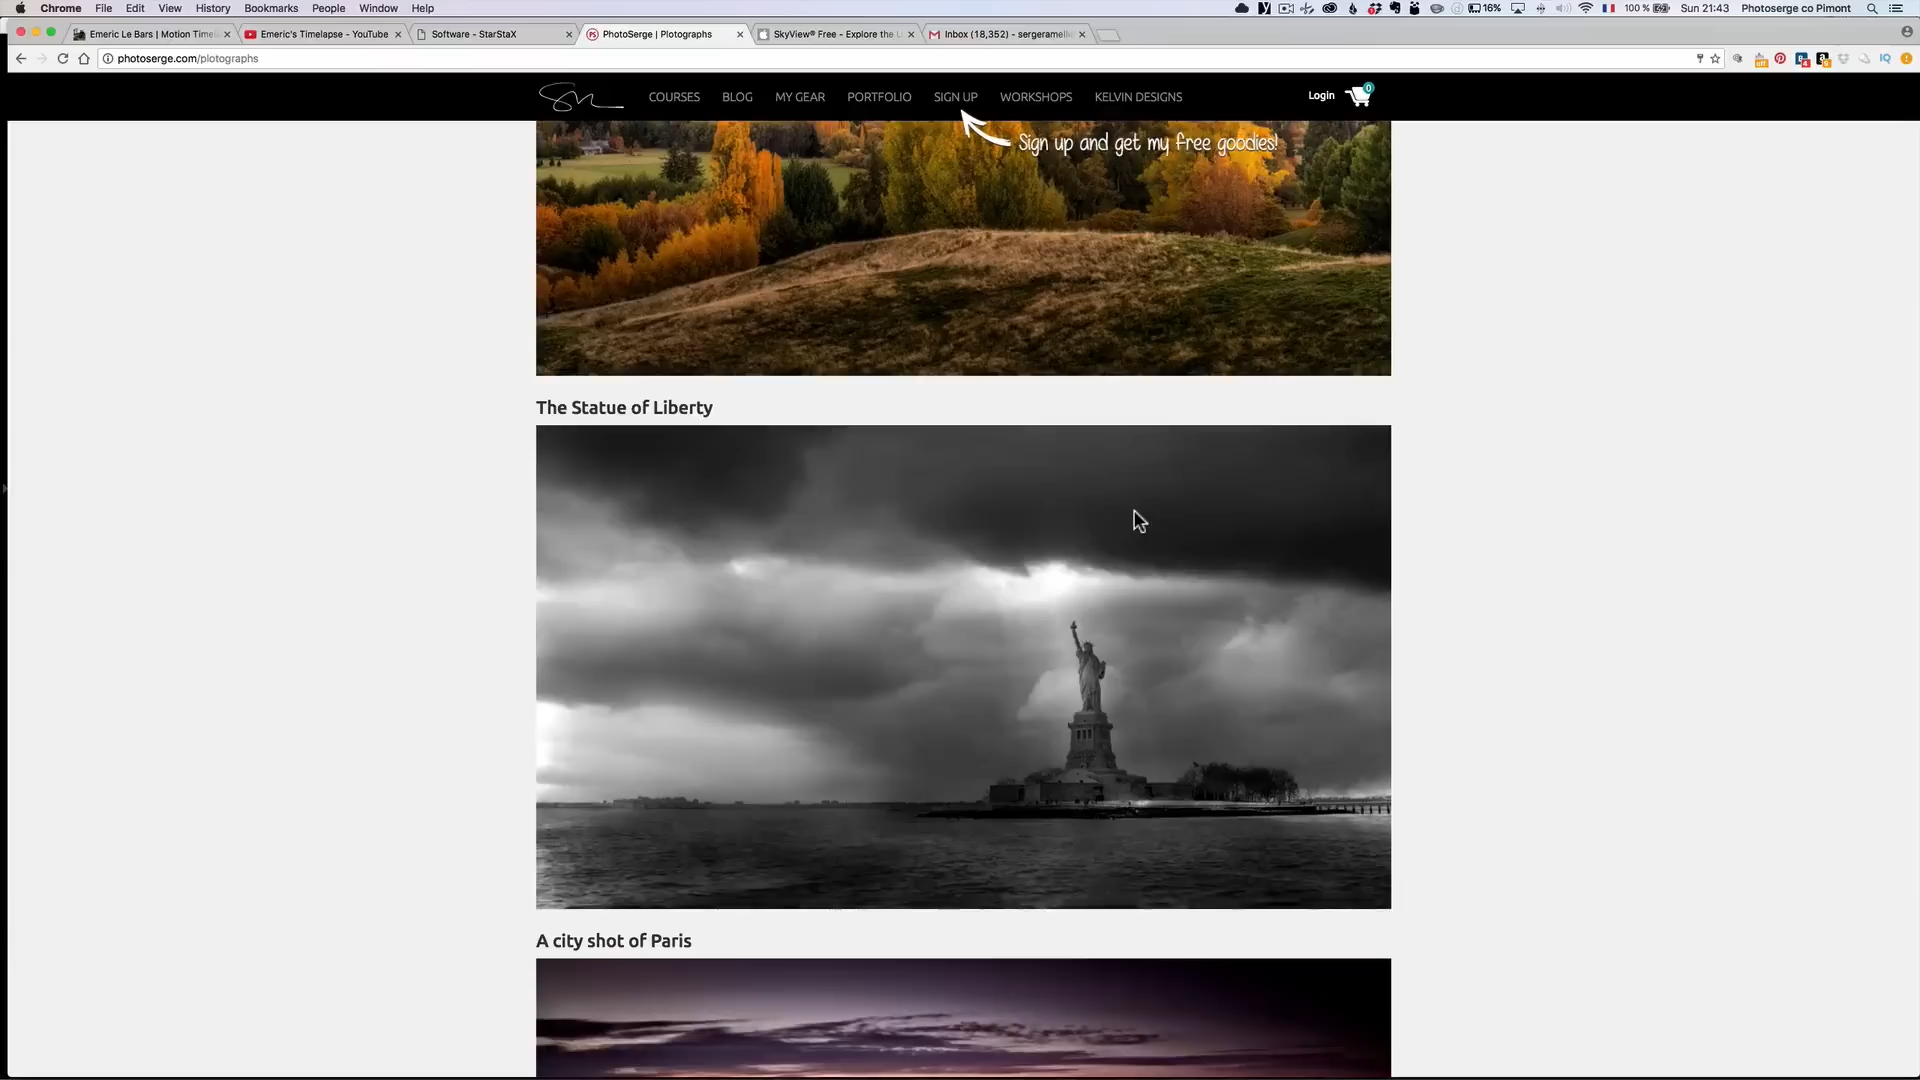 Chrome File Edit View History Bookmarks People Window Help 16% 100 % Sun 21:43 Photoserge co Pimont
Emeric Le Bars | Motion Timel Emeric's Timelapse - YouTube Software - StarStaX PhotoSerge | Plotographs SkyView® Free - Explore the U Inbox (18,352) - sergeramelli
photoserge.com/plotographs
COURSES BLOG MY GEAR PORTFOLIO SIGN UP WORKSHOPS KELVIN DESIGNS Login 0
Sign up and get my free goodies!
The Statue of Liberty
A city shot of Paris